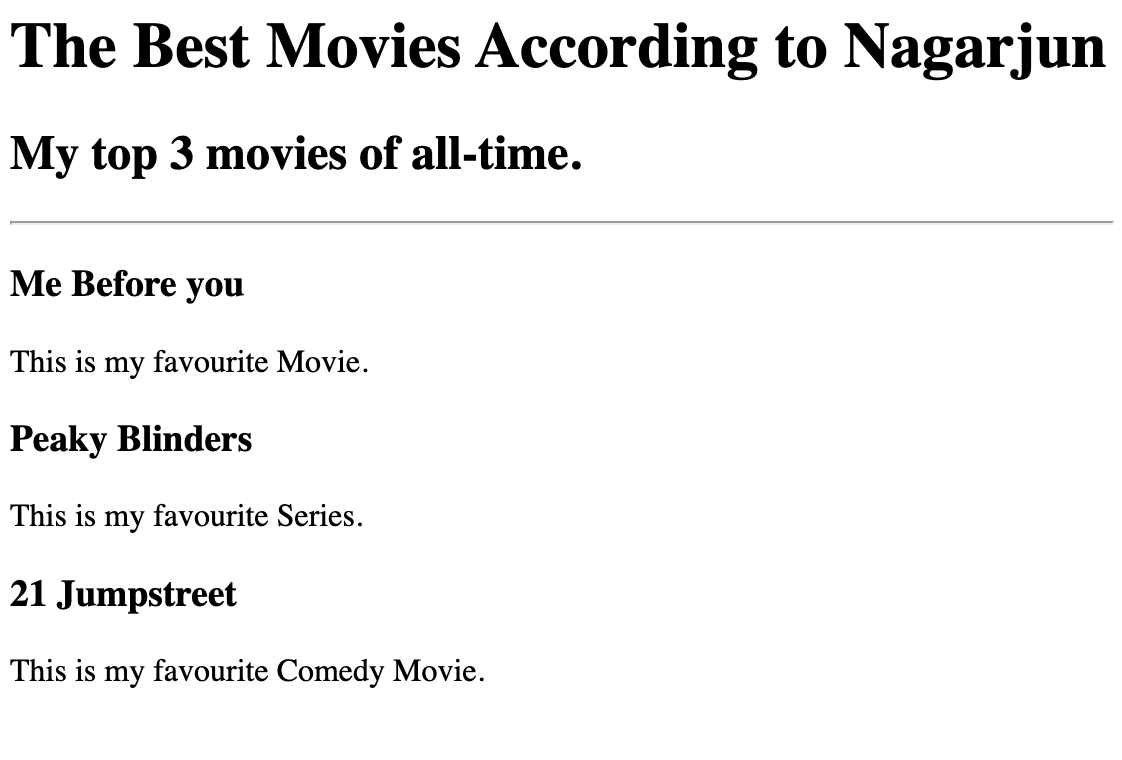 The Best Movies According to Nagarjun
My top 3 movies of all-time.
Me Before you
This is my favourite Movie.
Peaky Blinders
This is my favourite Series.
21 Jumpstreet
This is my favourite Comedy Movie.